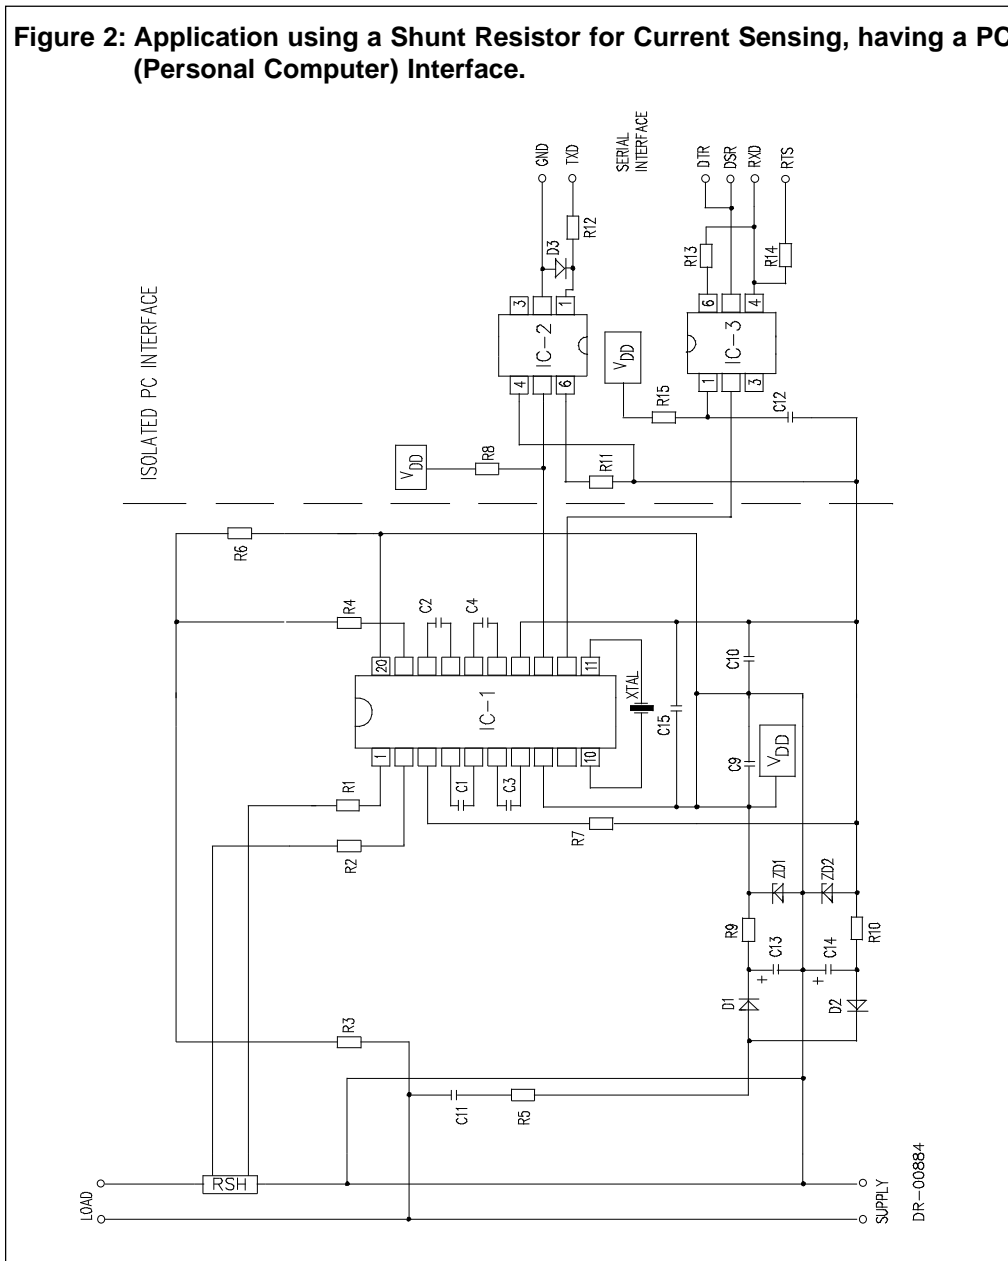 Figure 2: Application using a Shunt Resistor for Current Sensing, having a PC
(Personal Computer) Interface.
GND
TXD
SERIAL
INTERFACE
DTR
DSR
RXD
RTS
R12
D3
R13
R14
ISOLATED PC INTERFACE
3
1
IC-2
4
6
6
4
IC-3
1
3
VDD
R15
C12
VDD
R8
R11
R6
R4
C2
C4
20
11
IC-1
1
10
XTAL
C15
C10
C9
VDD
R1
R2
C1
C3
R7
ZD1
ZD2
R9
C13
C14
R10
+
+
D1
D2
R3
C11
R5
RSH
LOAD
SUPPLY
DR-00884